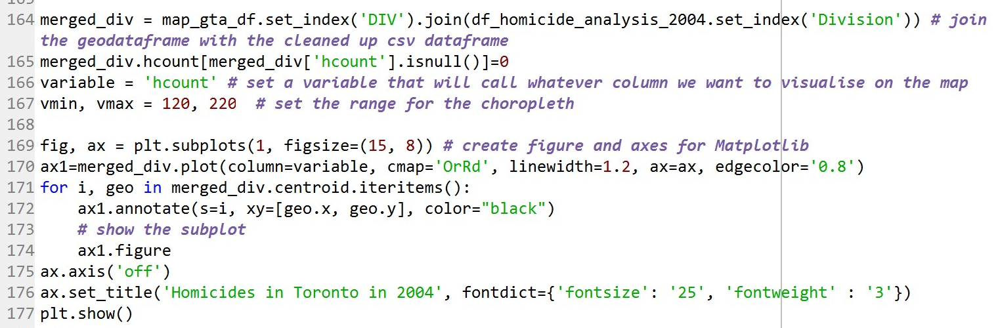 164 merged_div = map_gta_df.set_index('DIV').join(df_homicide_analysis_2004.set_index('Division')) # join
the geodataframe with the cleaned up csv dataframe
165 merged_div.hcount[merged_div['hcount'].isnull()]=0
166 variable = 'hcount' # set a variable that will call whatever column we want to visualise on the map
167 vmin, vmax = 120, 220  # set the range for the choropleth
168
169 fig, ax = plt.subplots(1, figsize=(15, 8)) # create figure and axes for Matplotlib
170 ax1=merged_div.plot(column=variable, cmap='OrRd', linewidth=1.2, ax=ax, edgecolor='0.8')
171 for i, geo in merged_div.centroid.iteritems():
172     ax1.annotate(s=i, xy=[geo.x, geo.y], color="black")
173     # show the subplot
174     ax1.figure
175 ax.axis('off')
176 ax.set_title('Homicides in Toronto in 2004', fontdict={'fontsize': '25', 'fontweight' : '3'})
177 plt.show()